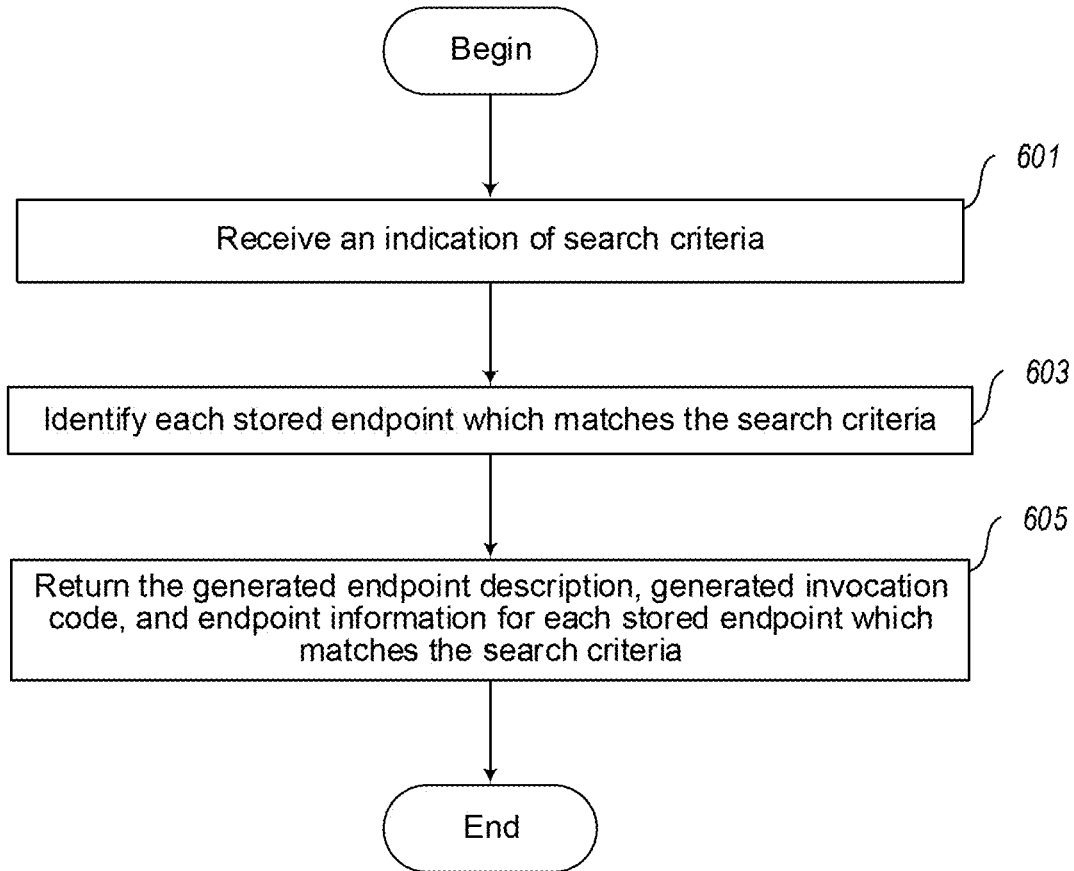 Begin
601
Receive an indication of search criteria
603
Identify each stored endpoint which matches the search criteria
605
Return the generated endpoint description, generated invocation
code, and endpoint information for each stored endpoint which
matches the search criteria
End